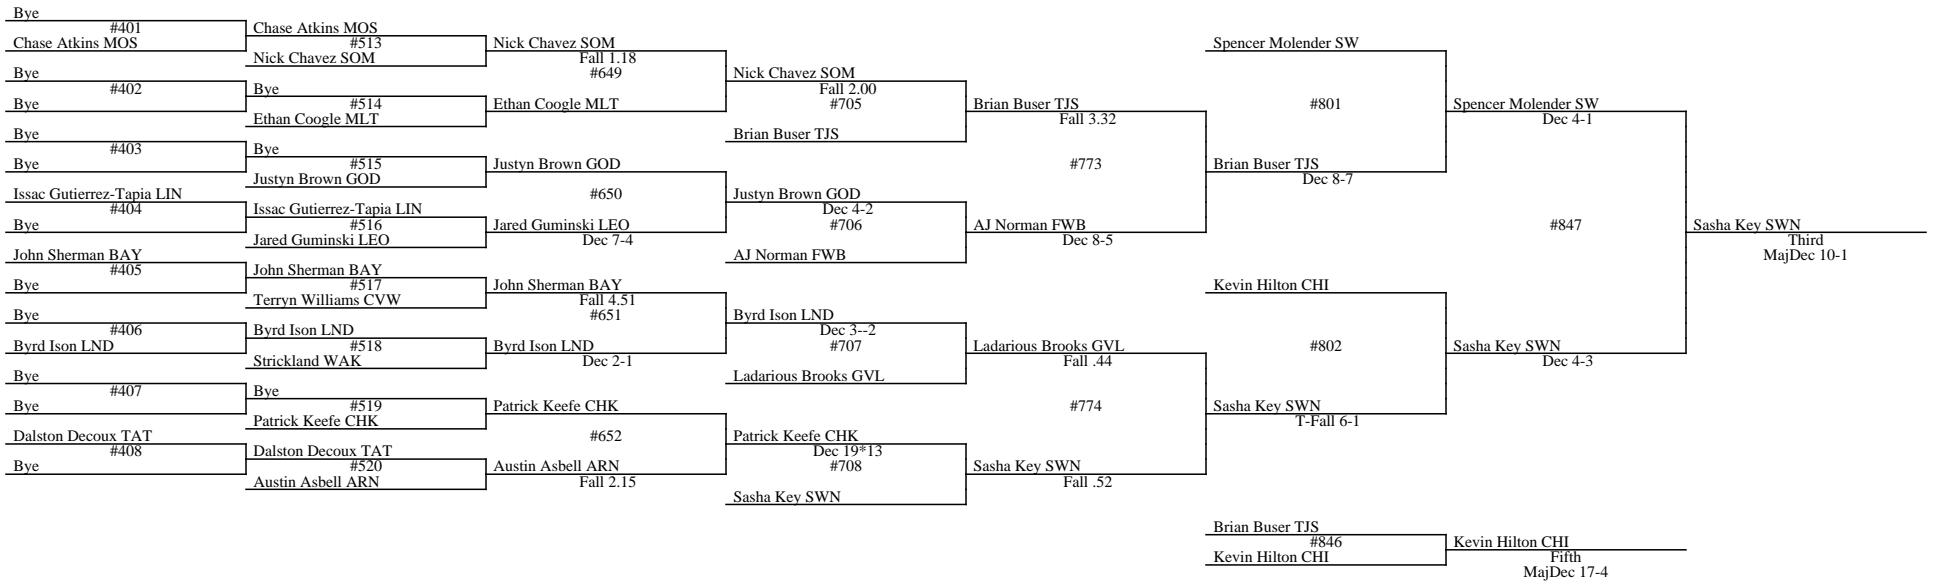 Bye
#401
Chase Atkins MOS
Bye
#402
Bye
Bye
#403
Bye
Issac Gutierrez-Tapia LIN
#404
Bye
John Sherman BAY
#405
Bye
Bye
#406
Byrd Ison LND
Bye
#407
Bye
Dalston Decoux TAT
#408
Bye
Chase Atkins MOS
#513
Nick Chavez SOM
Bye
#514
Ethan Coogle MLT
Bye
#515
Justyn Brown GOD
Issac Gutierrez-Tapia LIN
#516
Jared Guminski LEO
John Sherman BAY
#517
Terryn Williams CVW
Byrd Ison LND
#518
Strickland WAK
Bye
#519
Patrick Keefe CHK
Dalston Decoux TAT
#520
Austin Asbell ARN
Nick Chavez SOM
Fall 1.18
#649
Ethan Coogle MLT
Justyn Brown GOD
#650
Jared Guminski LEO
Dec 7-4
John Sherman BAY
Fall 4.51
#651
Byrd Ison LND
Dec 2-1
Patrick Keefe CHK
#652
Austin Asbell ARN
Fall 2.15
Nick Chavez SOM
Fall 2.00
#705
Brian Buser TJS
Justyn Brown GOD
Dec 4-2
#706
AJ Norman FWB
Byrd Ison LND
Dec 3--2
#707
Ladarious Brooks GVL
Patrick Keefe CHK
Dec 19*13
#708
Sasha Key SWN
Brian Buser TJS
Fall 3.32
#773
AJ Norman FWB
Dec 8-5
Ladarious Brooks GVL
Fall .44
#774
Sasha Key SWN
Fall .52
Spencer Molender SW
#801
Brian Buser TJS
Dec 8-7
Kevin Hilton CHI
#802
Sasha Key SWN
T-Fall 6-1
Spencer Molender SW
Dec 4-1
#847
Sasha Key SWN
Dec 4-3
Sasha Key SWN
Third
MajDec 10-1
Brian Buser TJS
#846
Kevin Hilton CHI
Kevin Hilton CHI
Fifth
MajDec 17-4